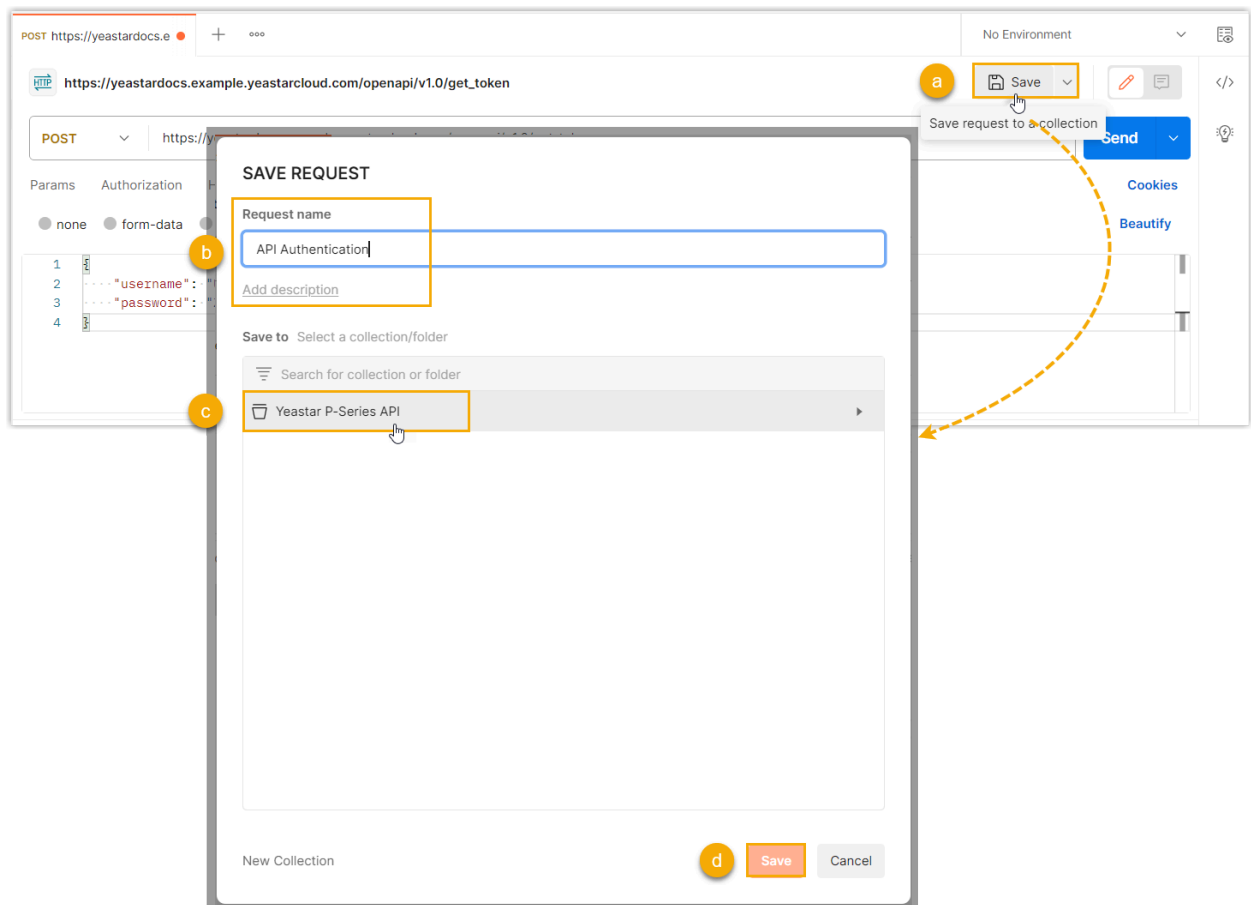 POST https://yeastardocs.e
No Environment
HTTP https://yeastardocs.example.yeastarcloud.com/openapi/v1.0/get_token
a
Save
</>
Save request to a collection
POST
Send
SAVE REQUEST
Params Authorization
Cookies
Request name
none form-data
Beautify
b
API Authentication
1 {
2 "username":
3 "password":
4 }
Add description
Save to Select a collection/folder
Search for collection or folder
c
Yeastar P-Series API
New Collection
d
Save
Cancel